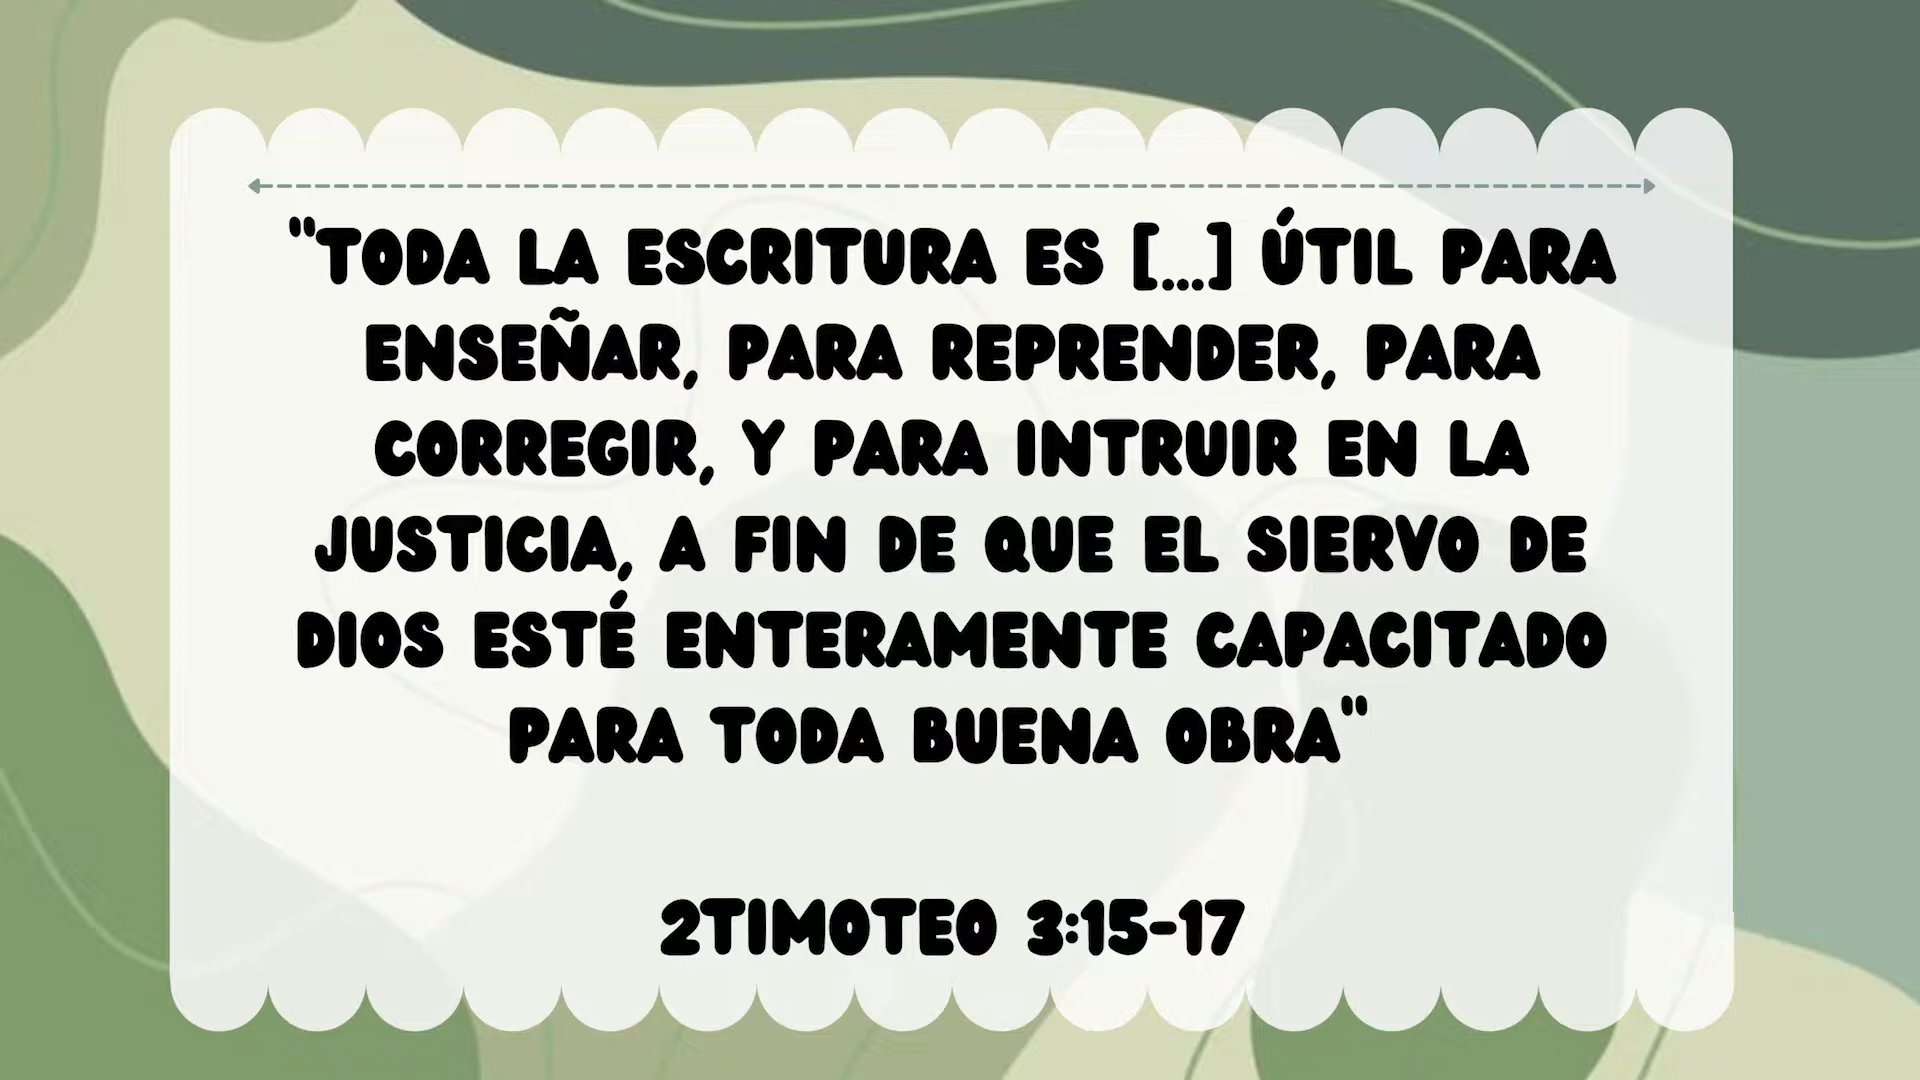 "TODA LA ESCRITURA ES [...] ÚTIL PARA
ENSEÑAR, PARA REPRENDER, PARA
CORREGIR, Y PARA INTRUIR EN LA
JUSTICIA, A FIN DE QUE EL SIERVO DE
DIOS ESTÉ ENTERAMENTE CAPACITADO
PARA TODA BUENA OBRA"
2TIMOTEO 3:15-17